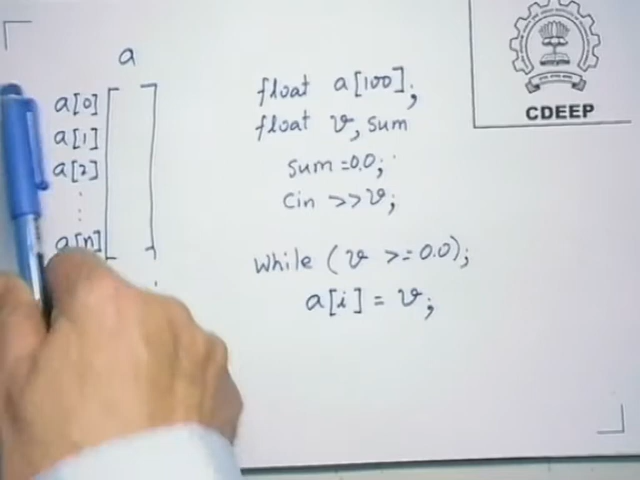 a
a[0]
a[1]
a[2]
a[n]
float a[100];
float v, sum
sum = 0.0;
cin >> v;
while (v >= 0.0);
a[i] = v;
CDEEP